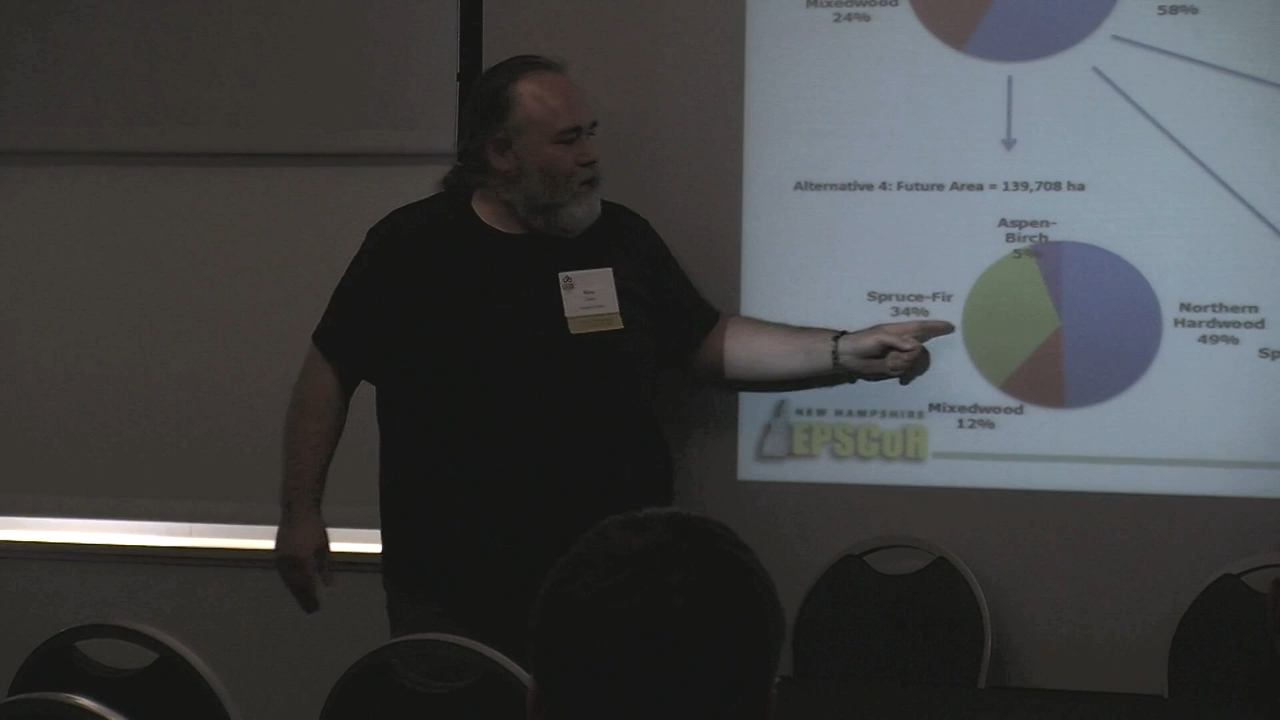 Mixedwood
24%
58%
Alternative 4: Future Area = 139,708 ha
Aspen-
Birch
5%
Spruce-Fir
34%
Northern
Hardwood
49%
Sp
Mixedwood
12%
NEW HAMPSHIRE
EPSCoR